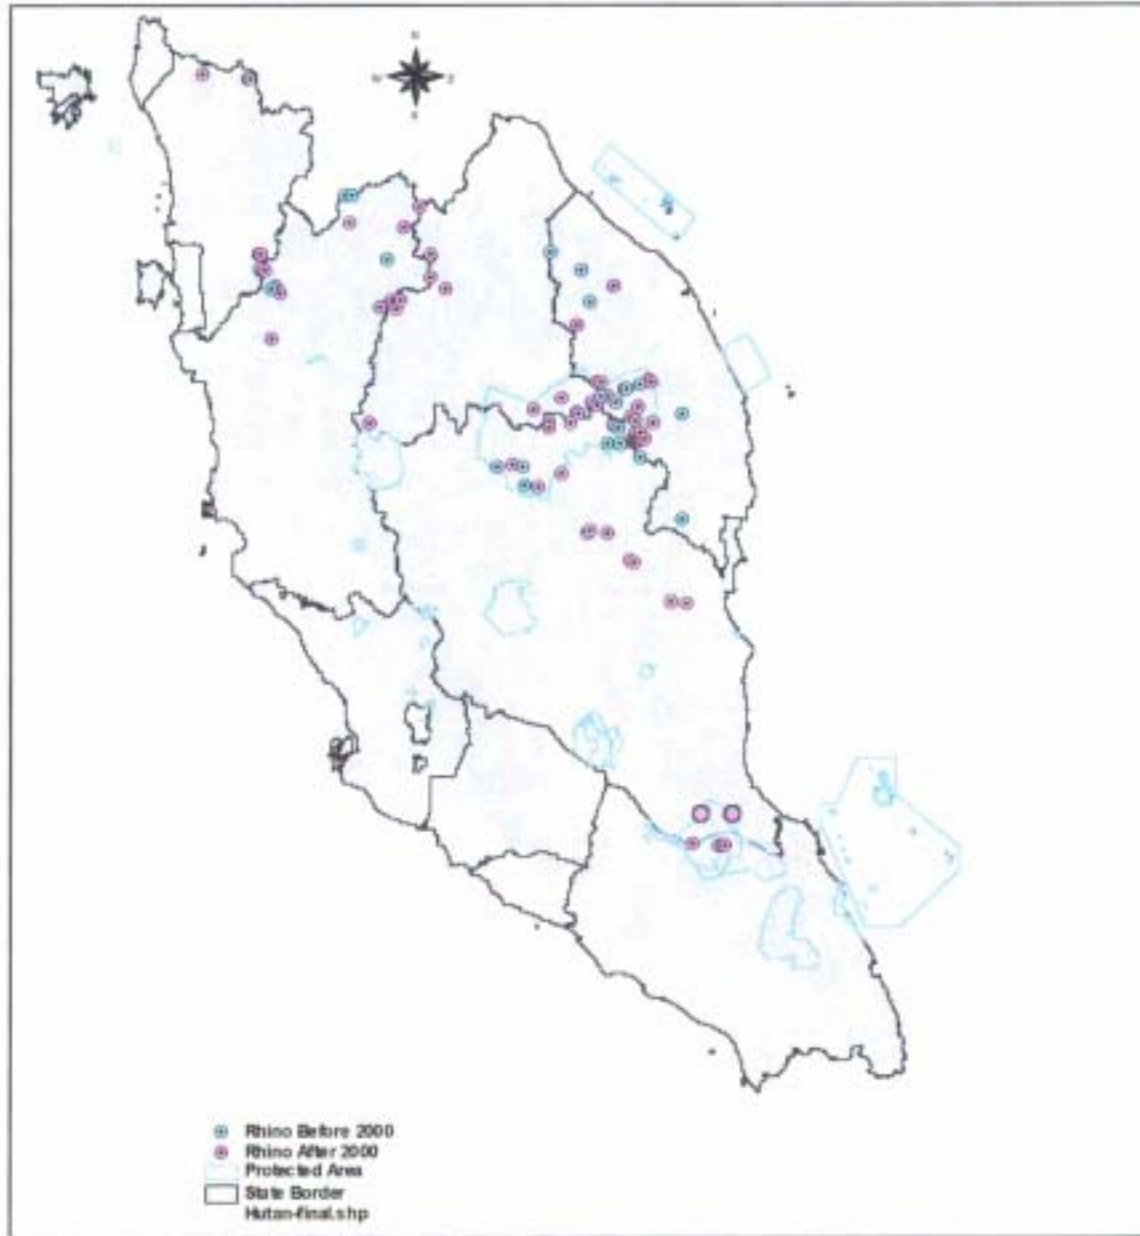 Rhino Before 2000
Rhino After 2000
Protected Area
State Border
Hutan-final.shp